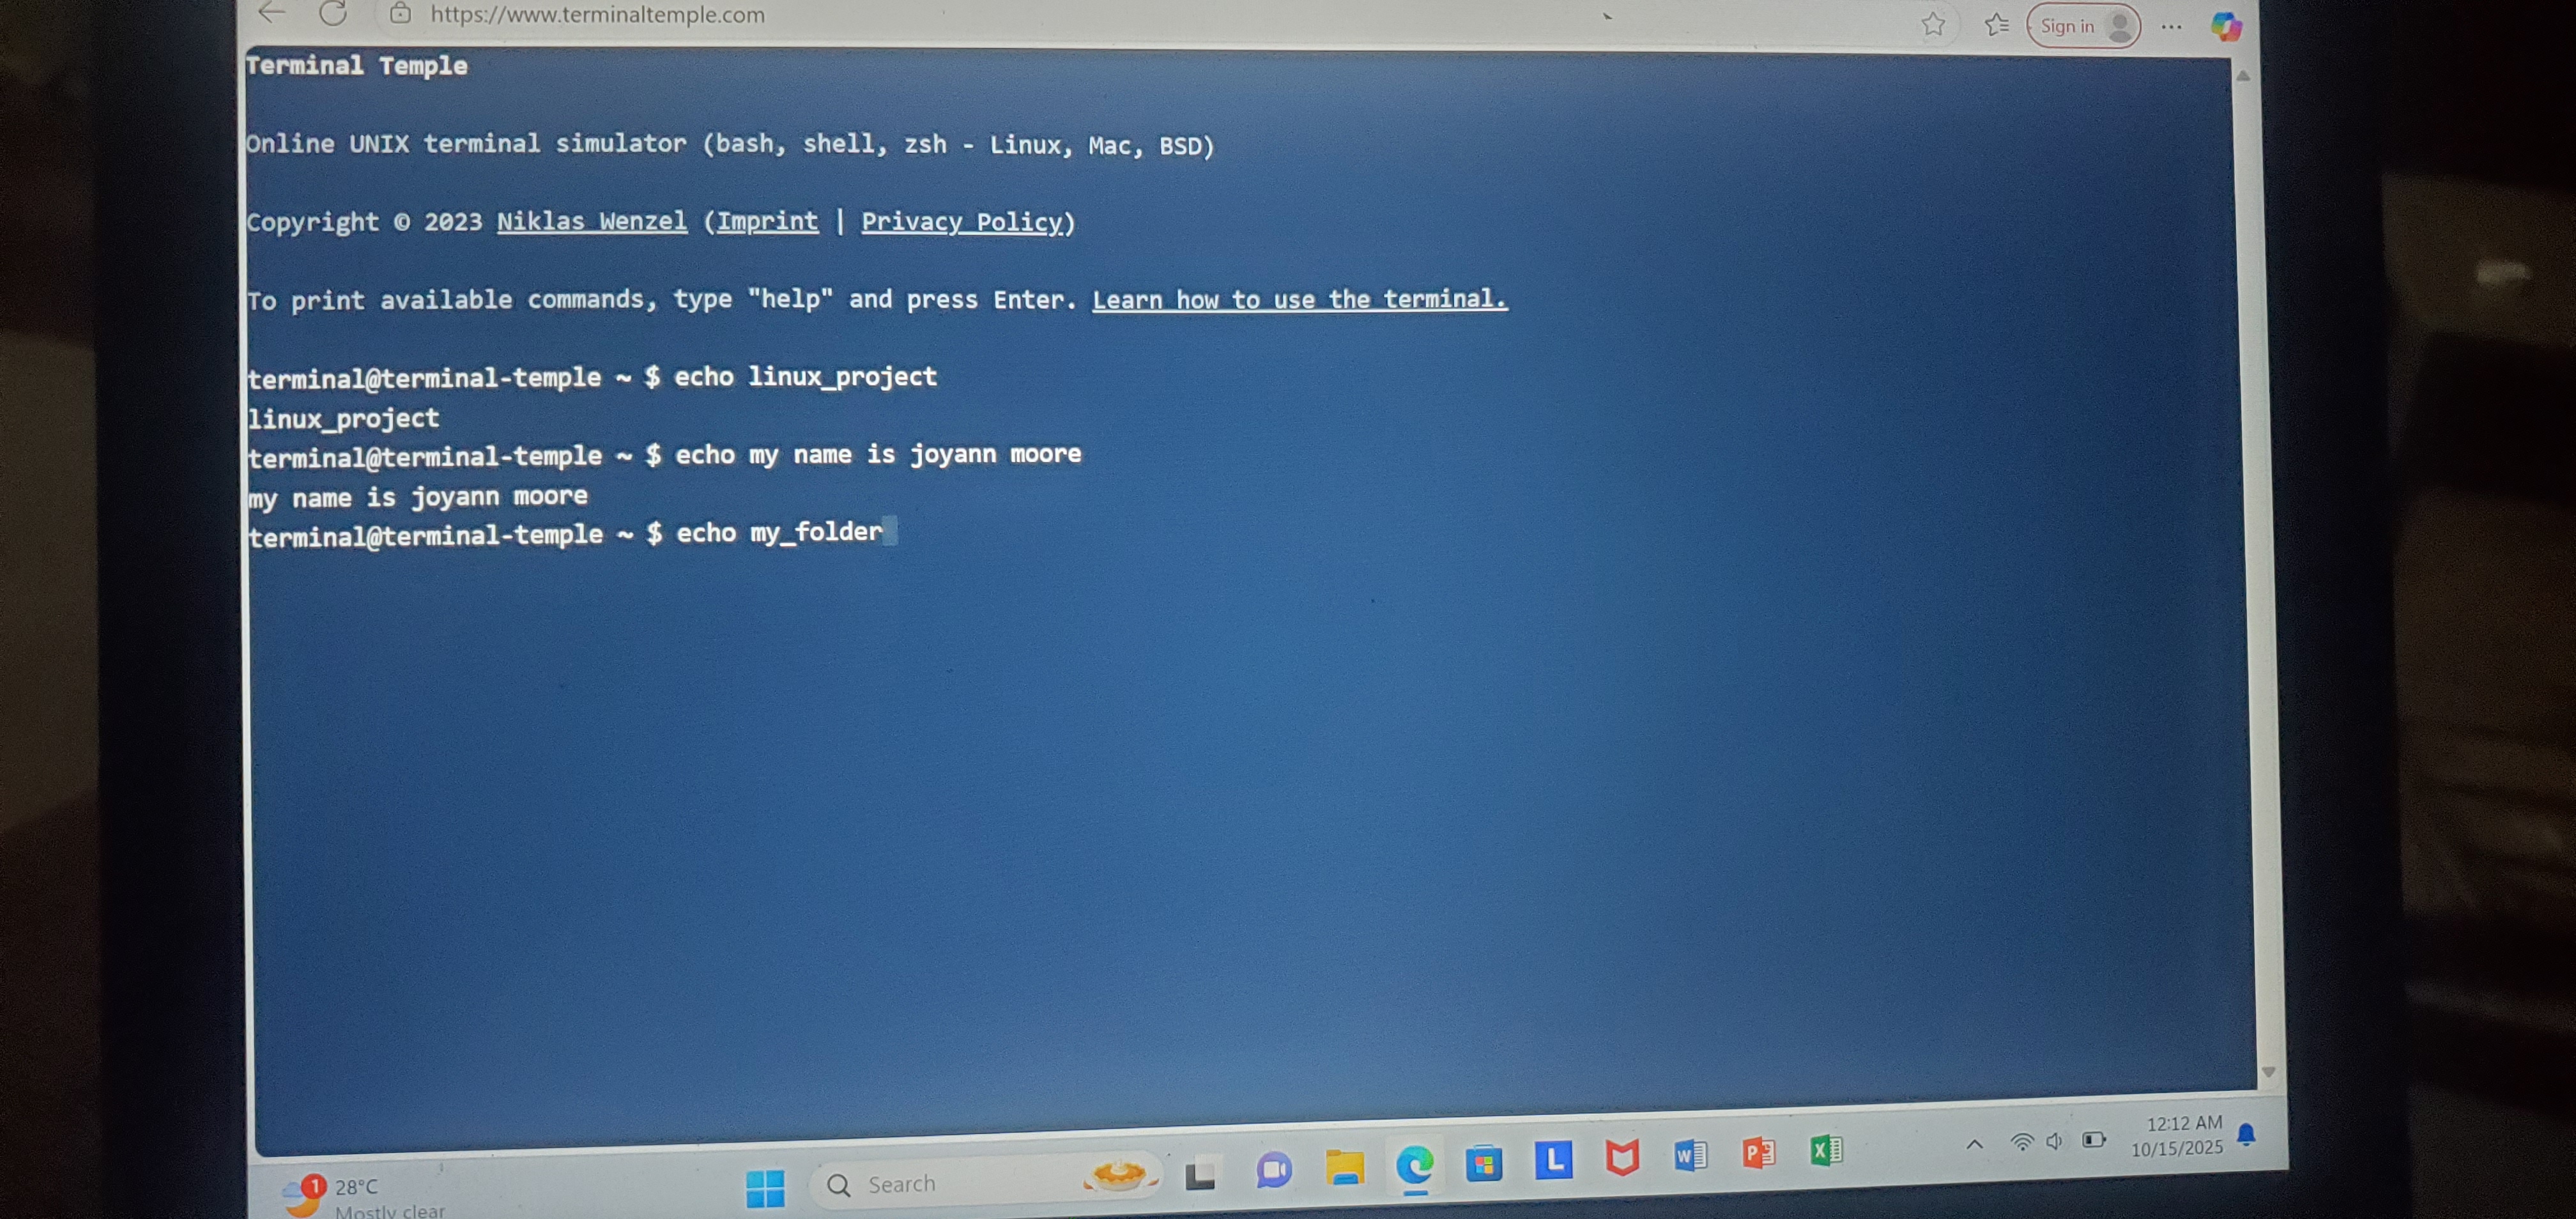 https://www.terminaltemple.com
Sign in
Terminal Temple
Online UNIX terminal simulator (bash, shell, zsh - Linux, Mac, BSD)
Copyright © 2023 Niklas Wenzel (Imprint | Privacy Policy)
To print available commands, type "help" and press Enter. Learn how to use the terminal.
terminal@terminal-temple ~ $ echo linux_project
linux_project
terminal@terminal-temple ~ $ echo my name is joyann moore
my name is joyann moore
terminal@terminal-temple ~ $ echo my_folder
1
28°C
Mostly clear
Search
L
W
P
X
12:12 AM
10/15/2025